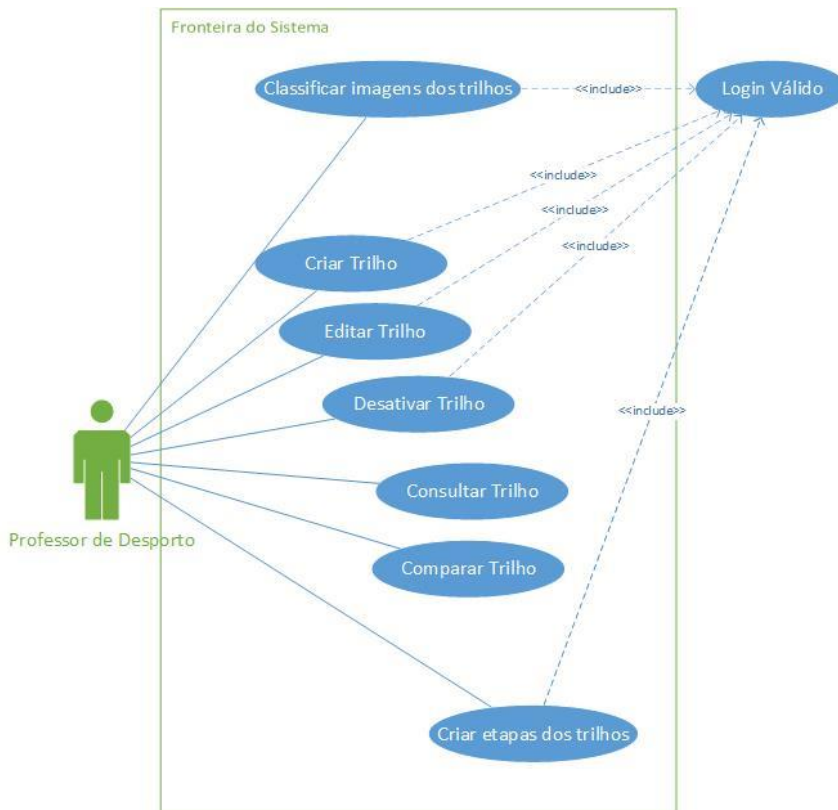 Fronteira do Sistema
Classificar imagens dos trilhos
<<include>>
Login Válido
<<include>>
<<include>>
<<include>>
Criar Trilho
Editar Trilho
Desativar Trilho
<<include>>
Consultar Trilho
Professor de Desporto
Comparar Trilho
Criar etapas dos trilhos